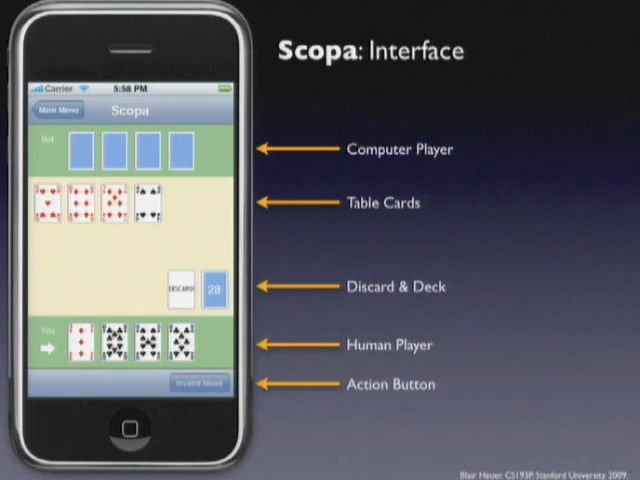 Scopa: Interface
Carrier 5:58 PM
Main Menu Scopa
Bot
Computer Player
Table Cards
DISCARD 28
Discard & Deck
You
Human Player
Invalid Move
Action Button
Blair Heuer. CS193P. Stanford University. 2009.